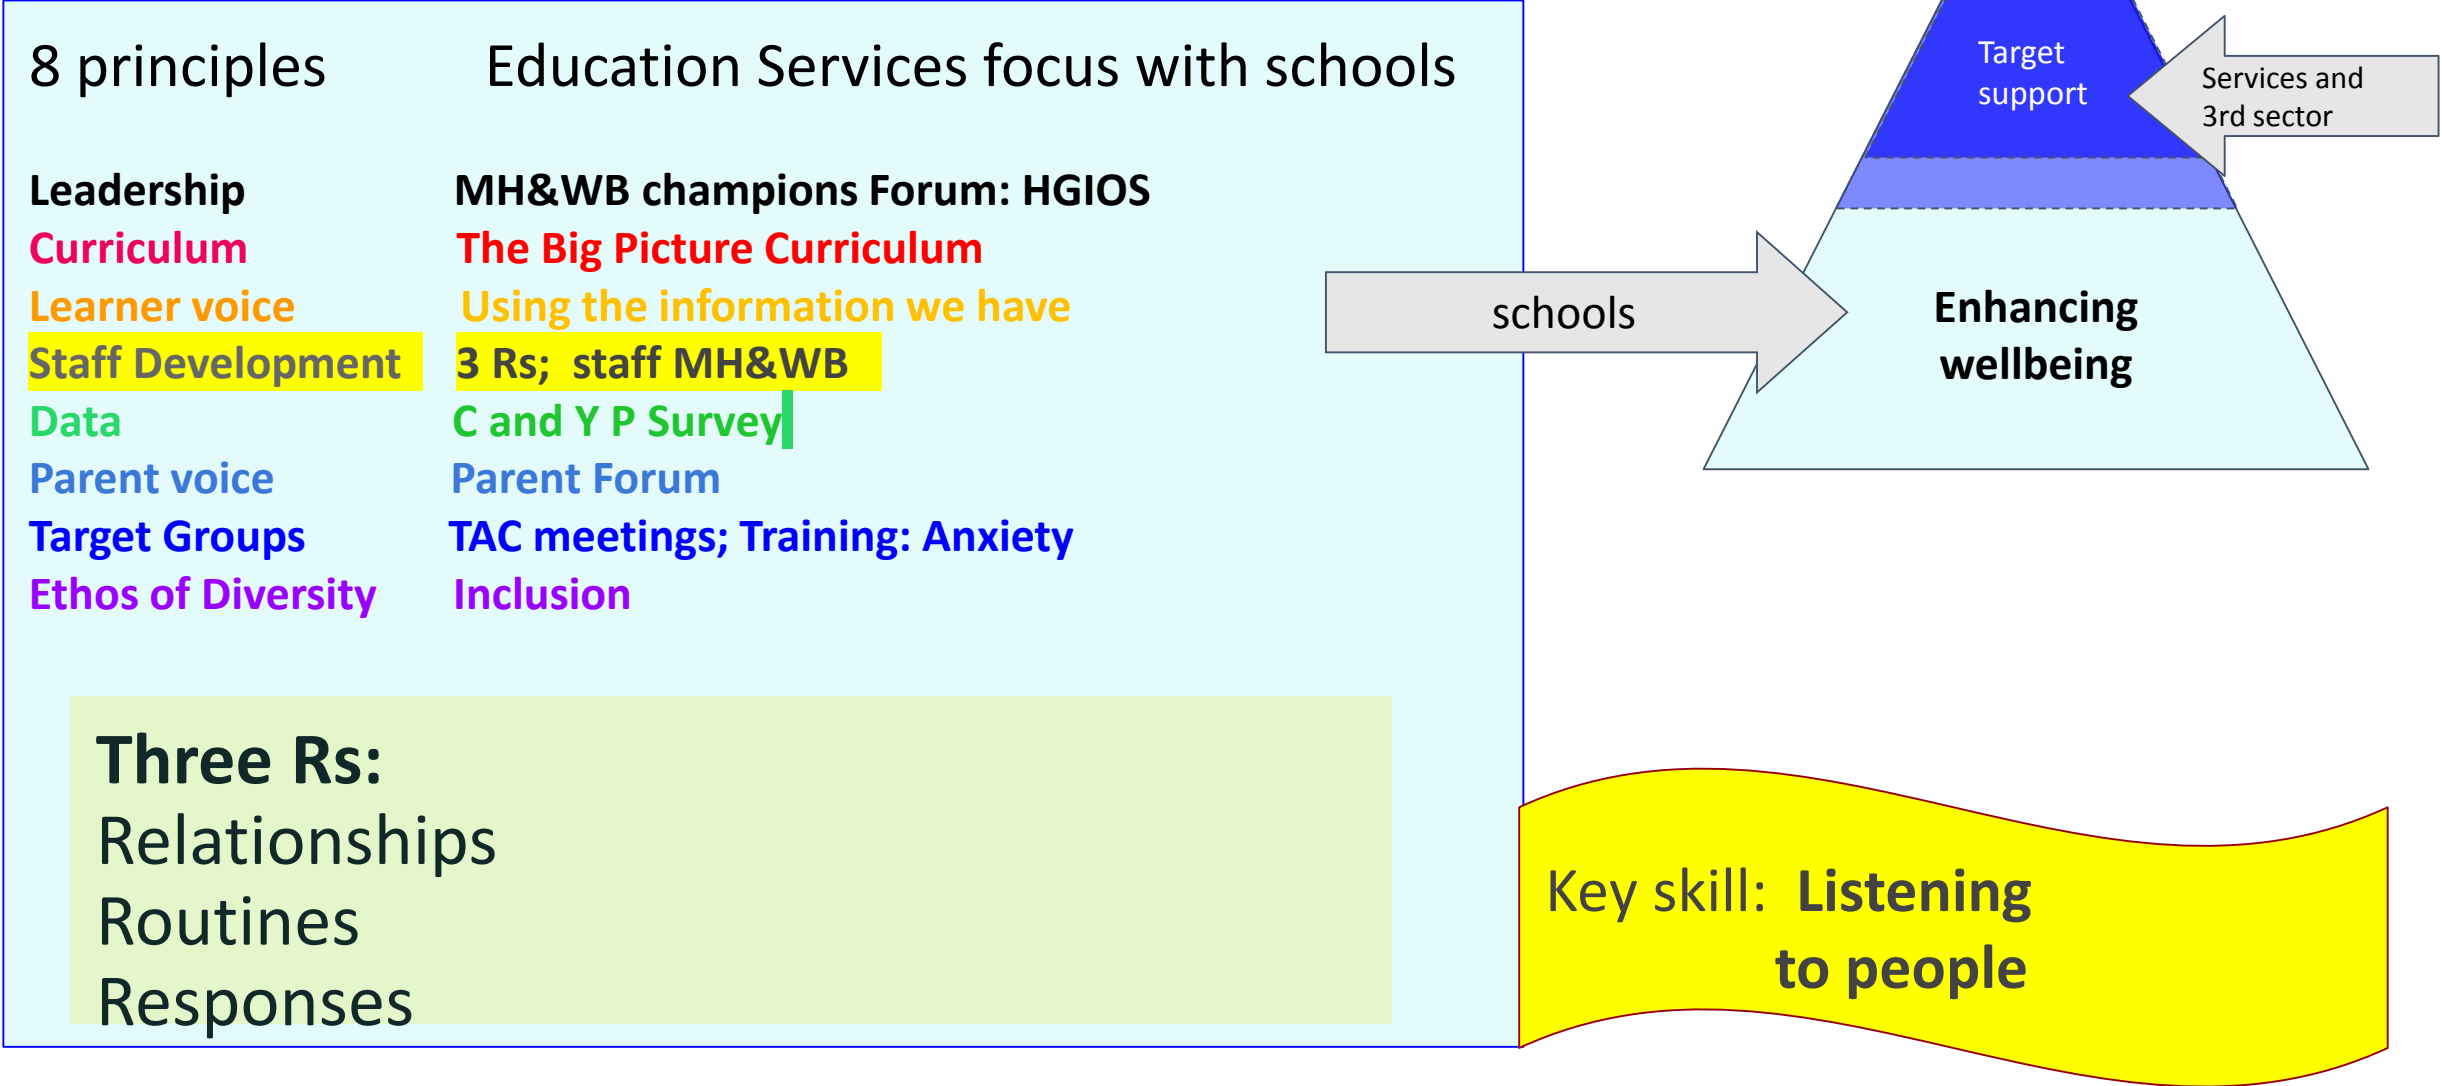 8 principles Education Services focus with schools
Leadership MH&WB champions Forum: HGIOS
Curriculum The Big Picture Curriculum
Learner voice Using the information we have
Staff Development 3 Rs; staff MH&WB
Data C and Y P Survey
Parent voice Parent Forum
Target Groups TAC meetings; Training: Anxiety
Ethos of Diversity Inclusion
Three Rs:
Relationships
Routines
Responses
Target
support
Services and
3rd sector
schools
Enhancing
wellbeing
Key skill: Listening
to people